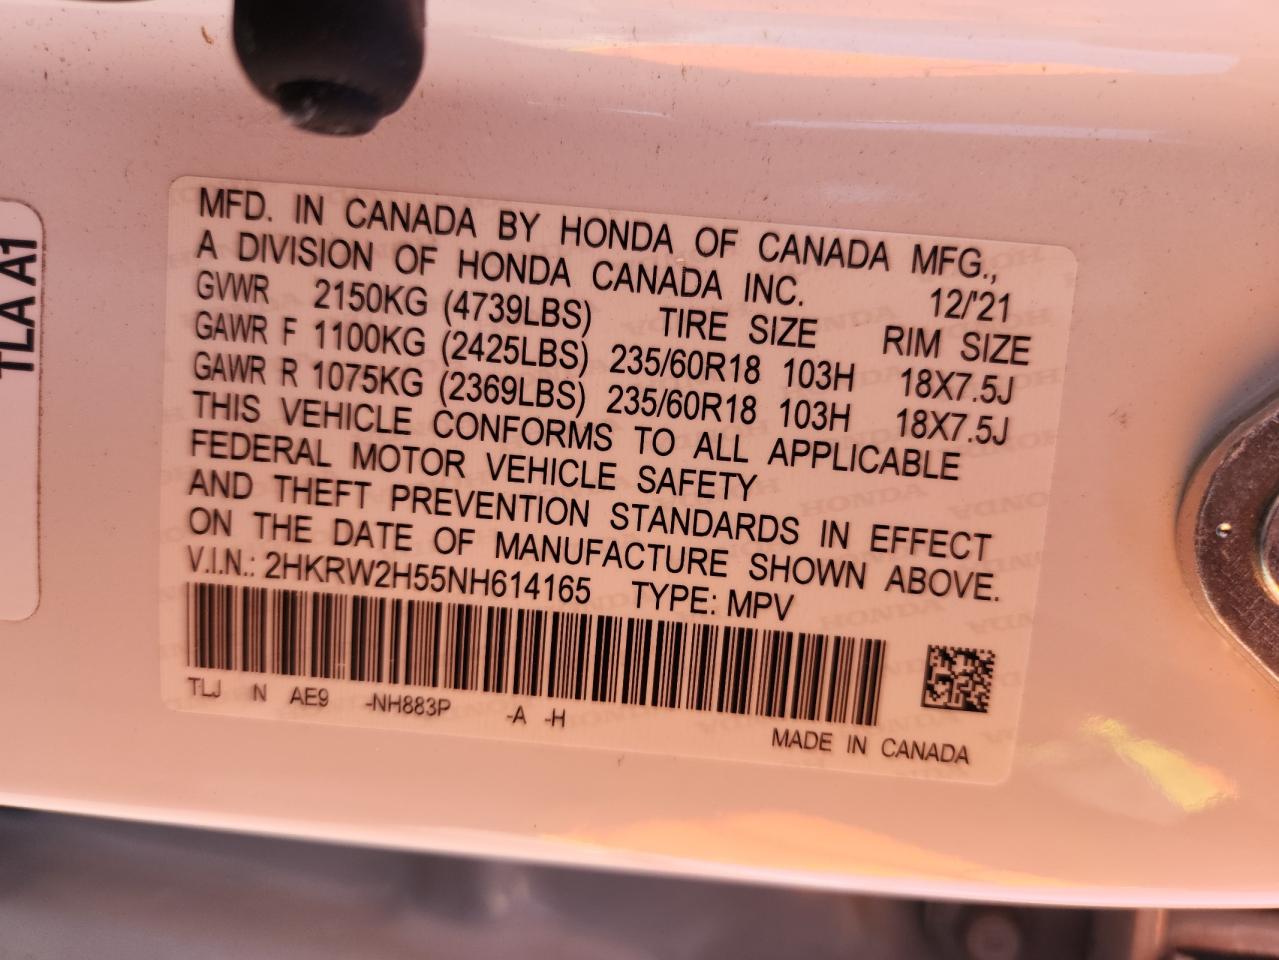 MFD. IN CANADA BY HONDA OF CANADA MFG.,
A DIVISION OF HONDA CANADA INC. 12/'21
GVWR 2150KG (4739LBS) TIRE SIZE RIM SIZE
GAWR F 1100KG (2425LBS) 235/60R18 103H 18X7.5J
GAWR R 1075KG (2369LBS) 235/60R18 103H 18X7.5J
THIS VEHICLE CONFORMS TO ALL APPLICABLE
FEDERAL MOTOR VEHICLE SAFETY
AND THEFT PREVENTION STANDARDS IN EFFECT
ON THE DATE OF MANUFACTURE SHOWN ABOVE.
V.I.N.: 2HKRW2H55NH614165 TYPE: MPV
TLJ N AE9 -NH883P -A -H
MADE IN CANADA
TLA A1